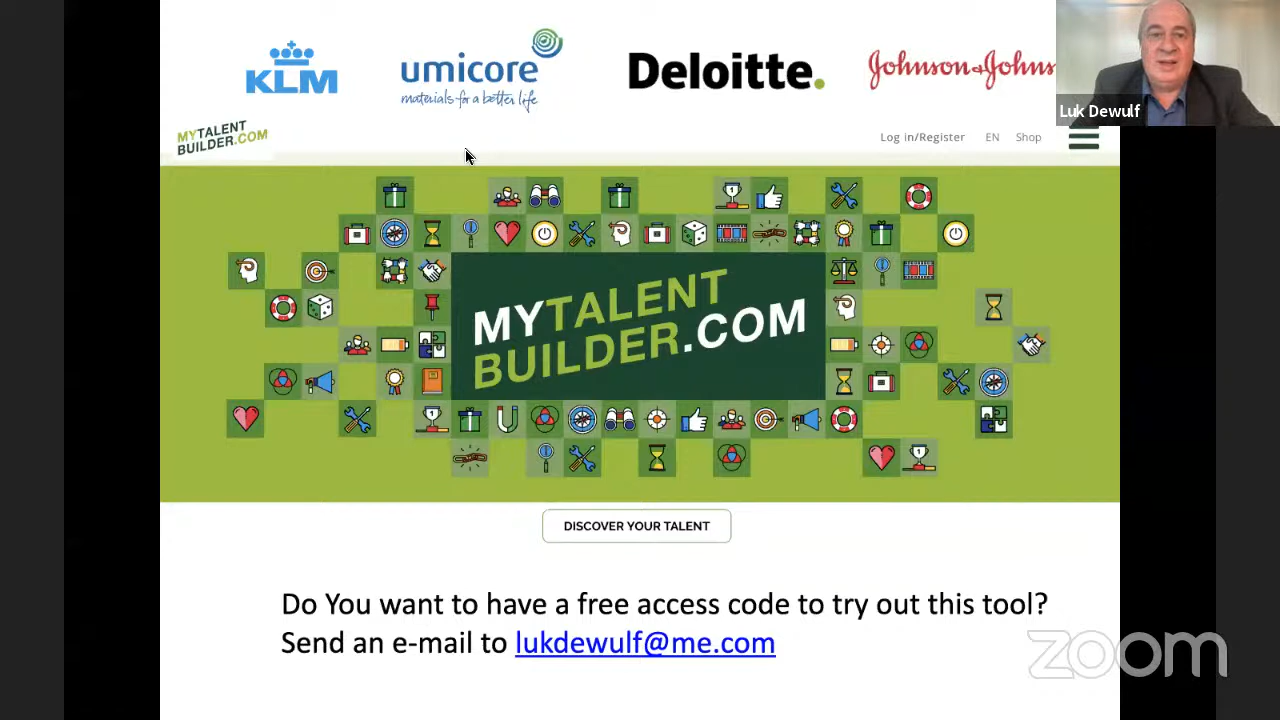 KLM
umicore
materials for a better life
Deloitte.
Johnson & Johns
Luk Dewulf
MYTALENT
BUILDER.COM
Log in/Register EN Shop
MYTALENT
BUILDER.COM
DISCOVER YOUR TALENT
Do You want to have a free access code to try out this tool?
Send an e-mail to lukdewulf@me.com
zoom